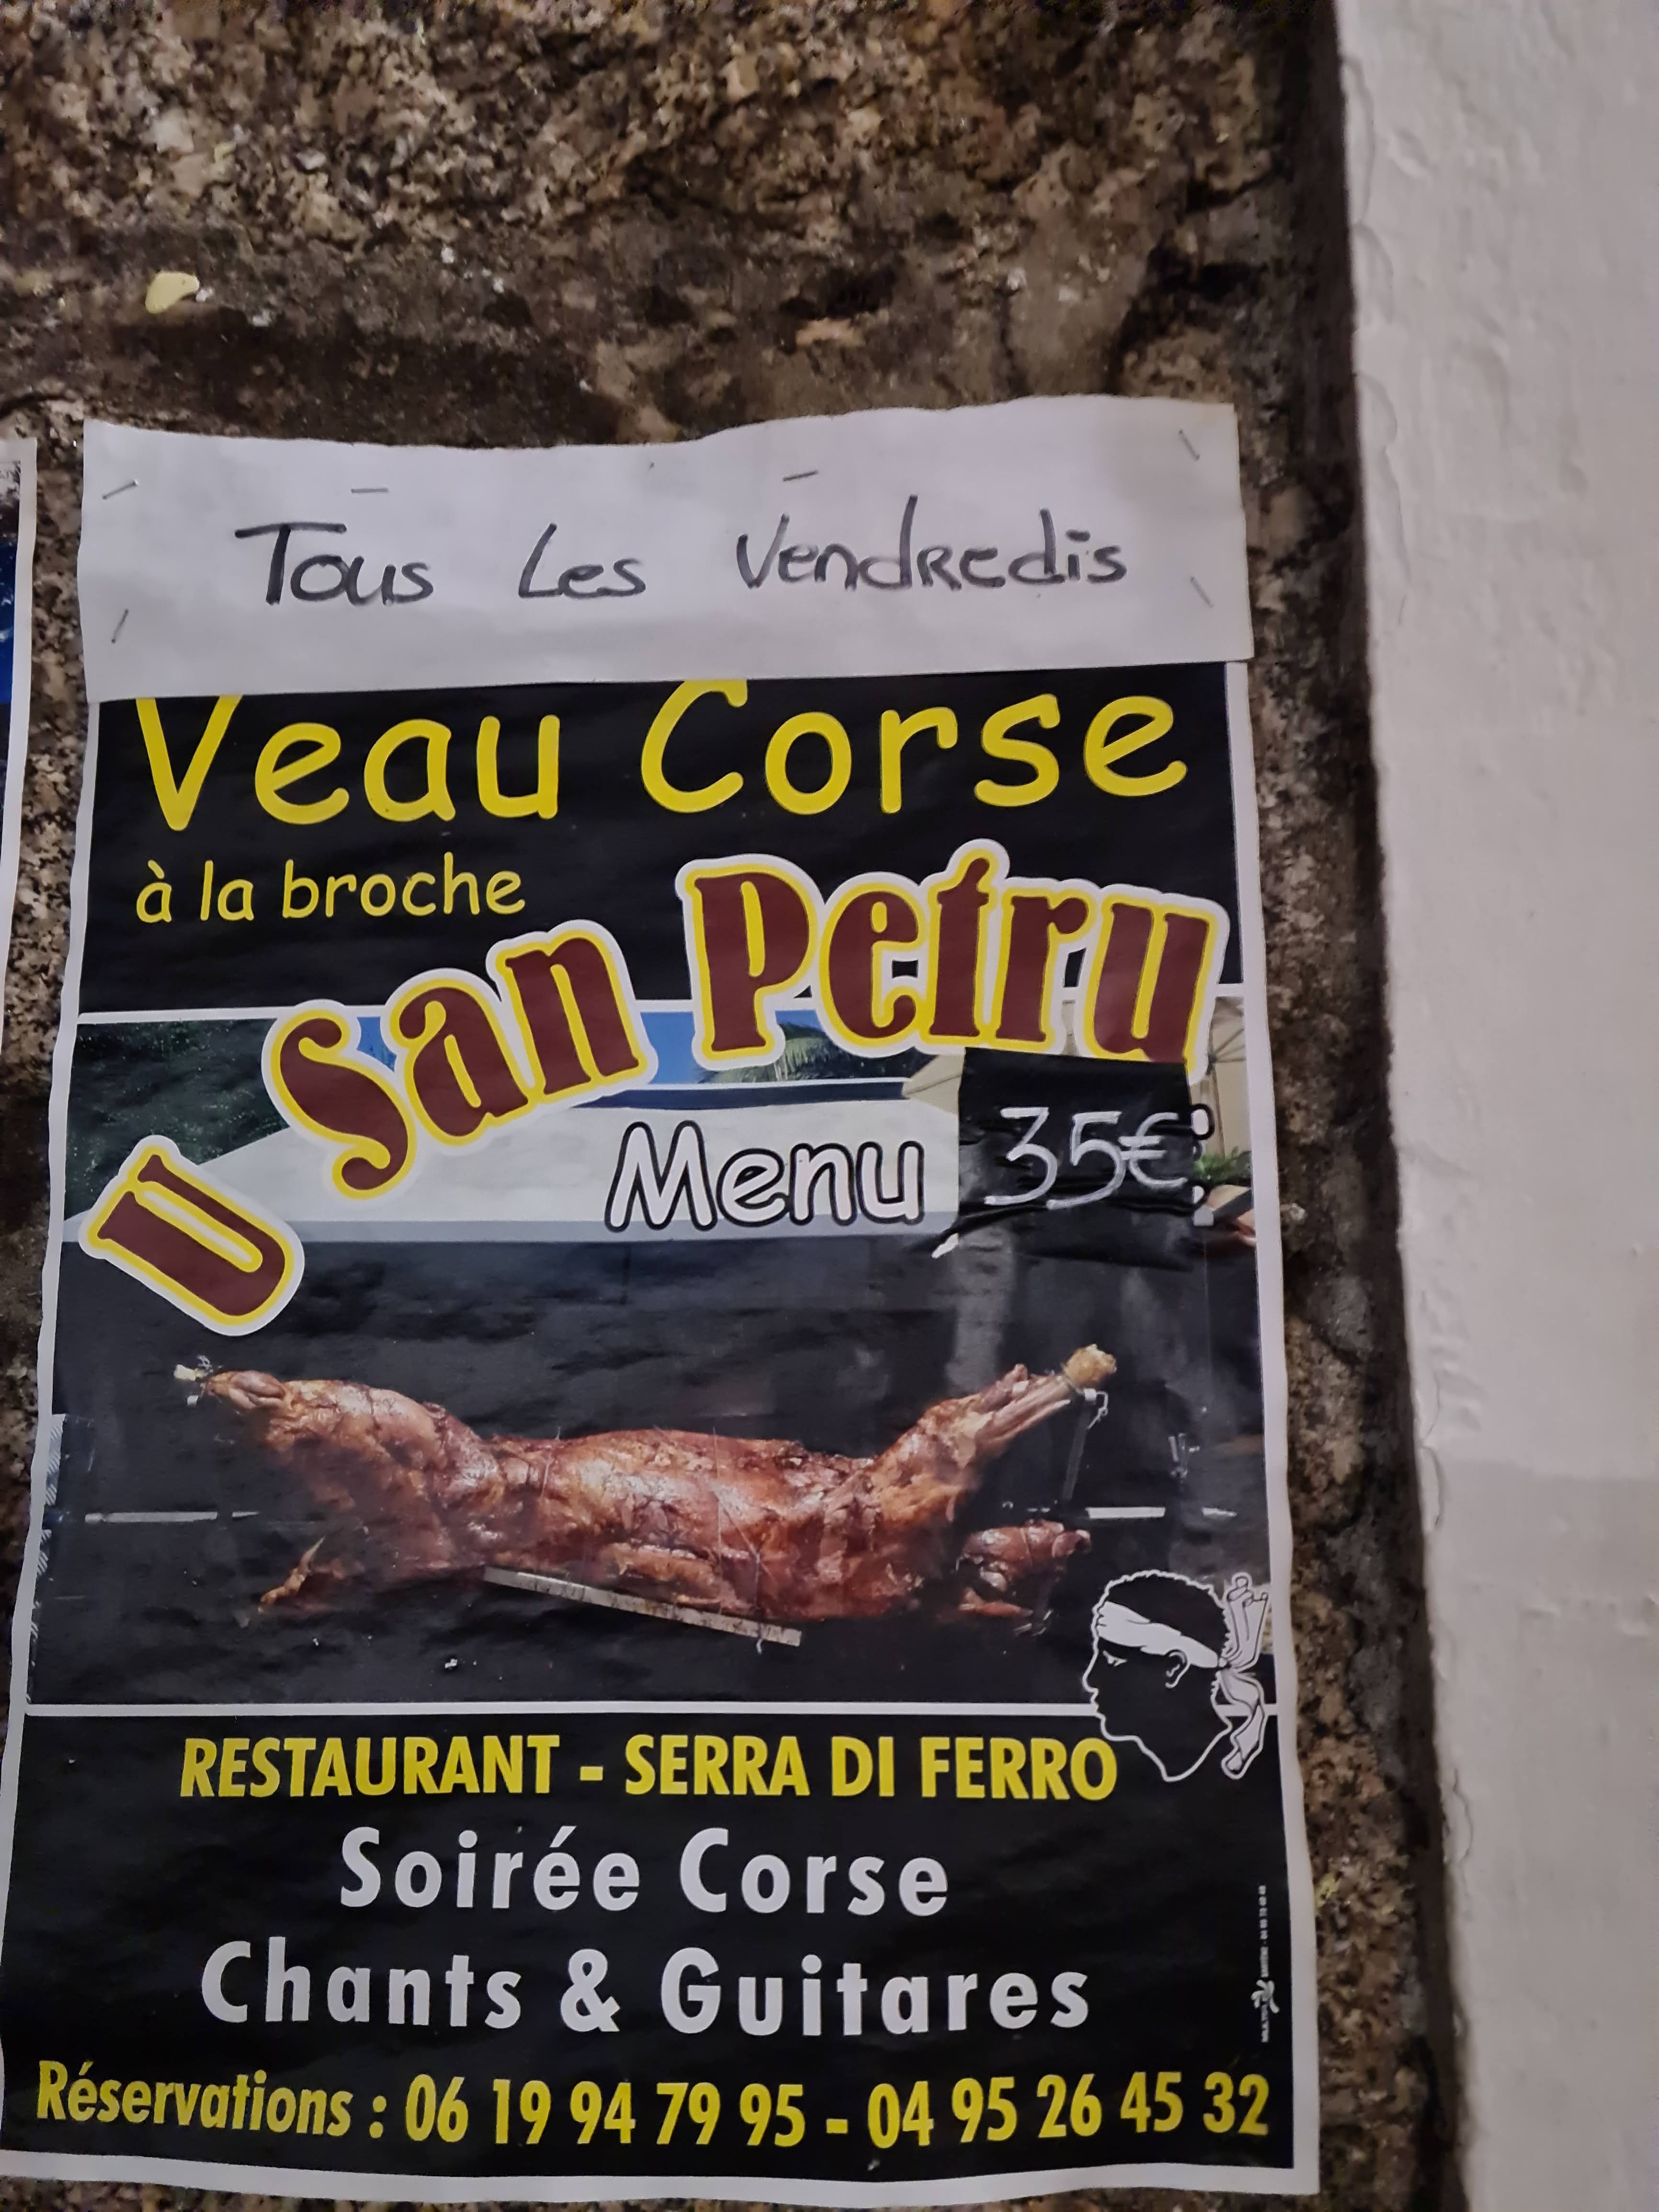 Tous Les Vendredis
Veau Corse
à la broche
U San Petru
Menu 35€
RESTAURANT - SERRA DI FERRO
Soirée Corse
Chants & Guitares
Réservations : 06 19 94 79 95 - 04 95 26 45 32